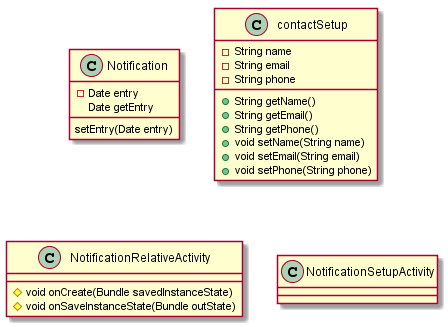 C Notification
Date entry
Date getEntry
setEntry(Date entry)
C contactSetup
String name
String email
String phone
String getName()
String getEmail()
String getPhone()
void setName(String name)
void setEmail(String email)
void setPhone(String phone)
C NotificationRelativeActivity
void onCreate(Bundle savedInstanceState)
void onSaveInstanceState(Bundle outState)
C NotificationSetupActivity